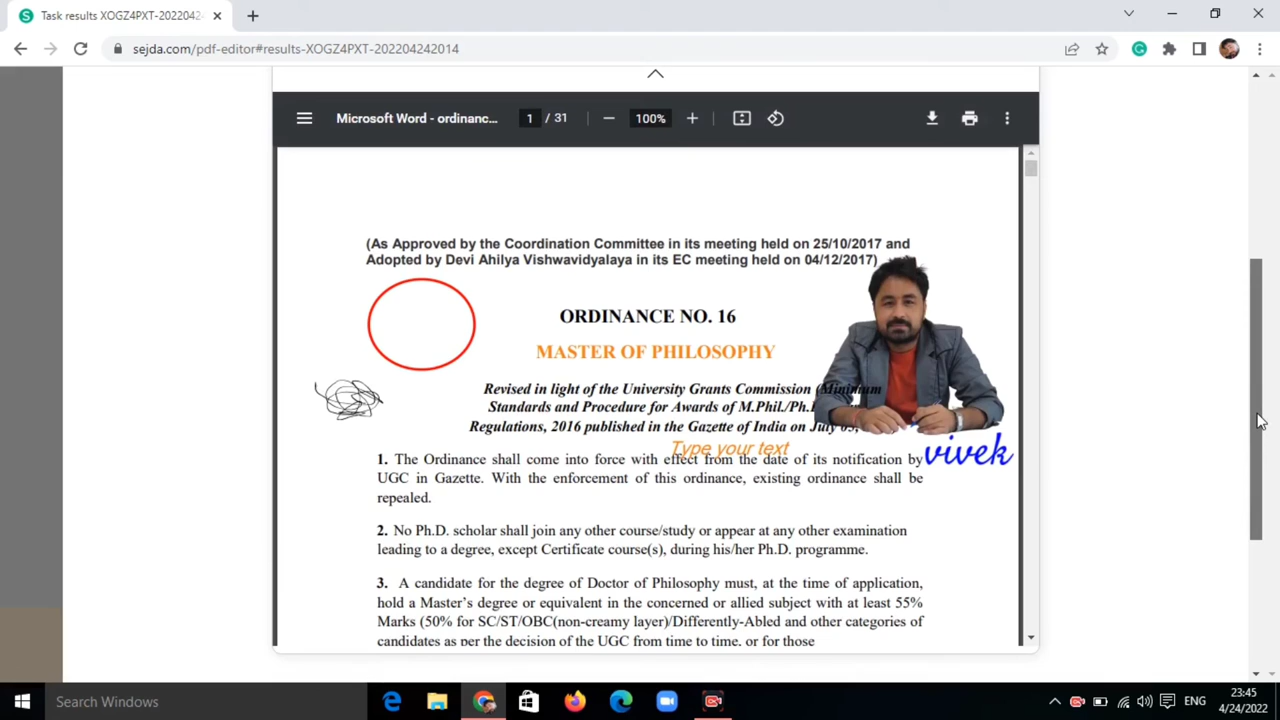 Task results XOGZ4PXT-2022042
sejda.com/pdf-editor#results-XOGZ4PXT-202204242014
Microsoft Word - ordinanc...
1 / 31
100%
(As Approved by the Coordination Committee in its meeting held on 25/10/2017 and
Adopted by Devi Ahilya Vishwavidyalaya in its EC meeting held on 04/12/2017)
ORDINANCE NO. 16
MASTER OF PHILOSOPHY
Revised in light of the University Grants Commission (Minimum
Standards and Procedure for Awards of M.Phil./Ph.
Regulations, 2016 published in the Gazette of India on July 05,
Type your text
vivek
1. The Ordinance shall come into force with effect from the date of its notification by
UGC in Gazette. With the enforcement of this ordinance, existing ordinance shall be
repealed.
2. No Ph.D. scholar shall join any other course/study or appear at any other examination
leading to a degree, except Certificate course(s), during his/her Ph.D. programme.
3. A candidate for the degree of Doctor of Philosophy must, at the time of application,
hold a Master's degree or equivalent in the concerned or allied subject with at least 55%
Marks (50% for SC/ST/OBC(non-creamy layer)/Differently-Abled and other categories of
candidates as per the decision of the UGC from time to time, or for those
Search Windows
ENG
23:45
4/24/2022